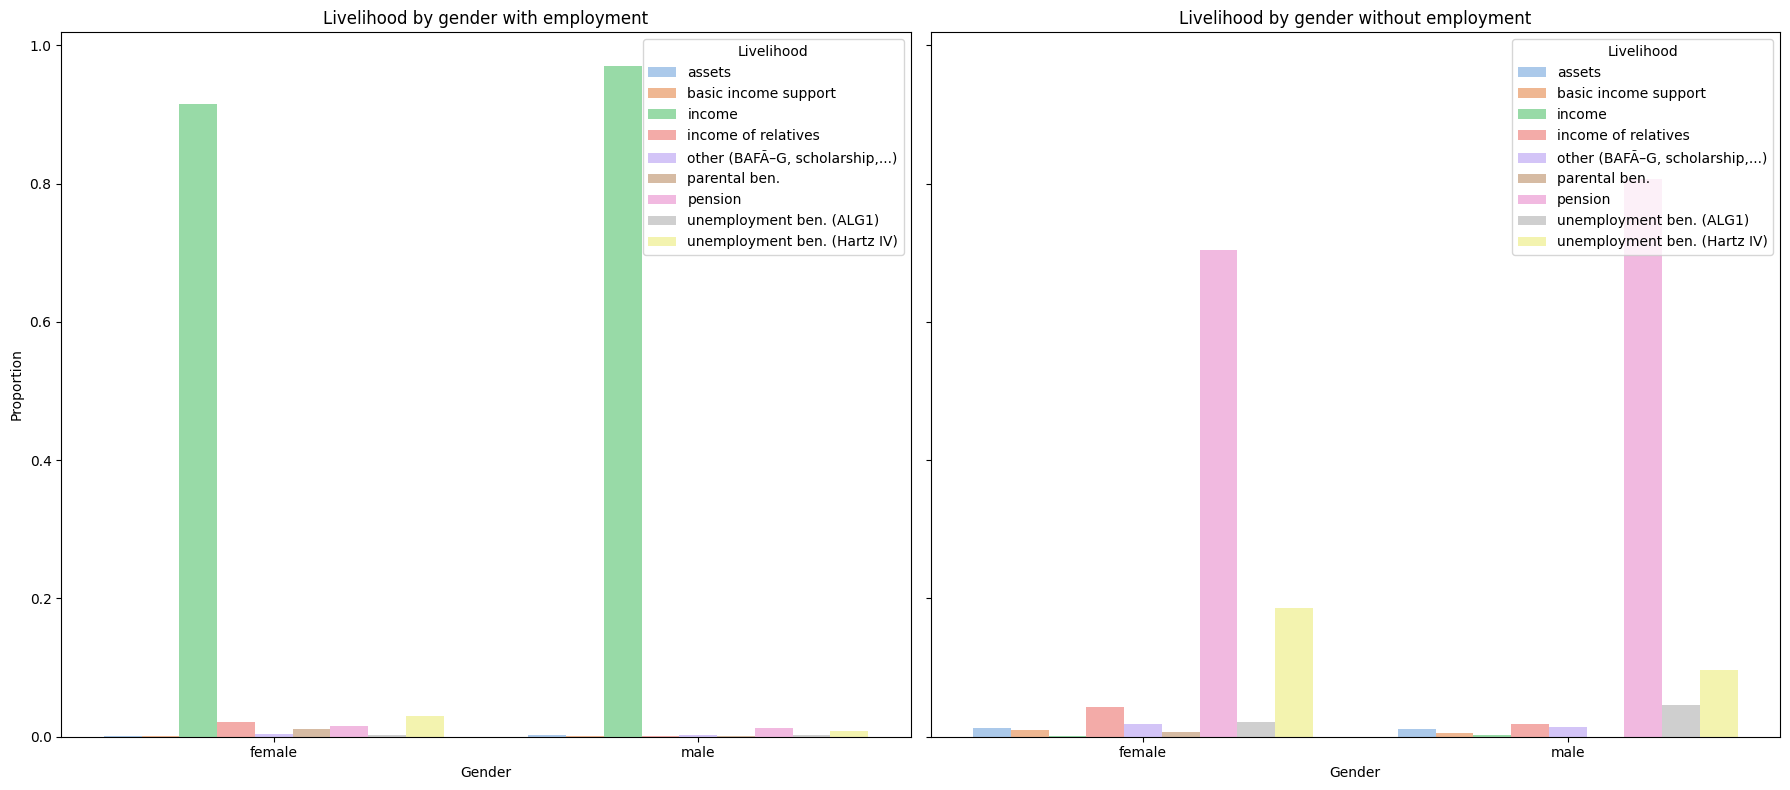 Livelihood by gender with employment
Livelihood
assets
basic income support
income
income of relatives
other (BAFÃ–G, scholarship,...)
parental ben.
pension
unemployment ben. (ALG1)
unemployment ben. (Hartz IV)
1.0
0.8
0.6
0.4
0.2
0.0
Proportion
female
male
Gender
Livelihood by gender without employment
Livelihood
assets
basic income support
income
income of relatives
other (BAFÃ–G, scholarship,...)
parental ben.
pension
unemployment ben. (ALG1)
unemployment ben. (Hartz IV)
female
male
Gender